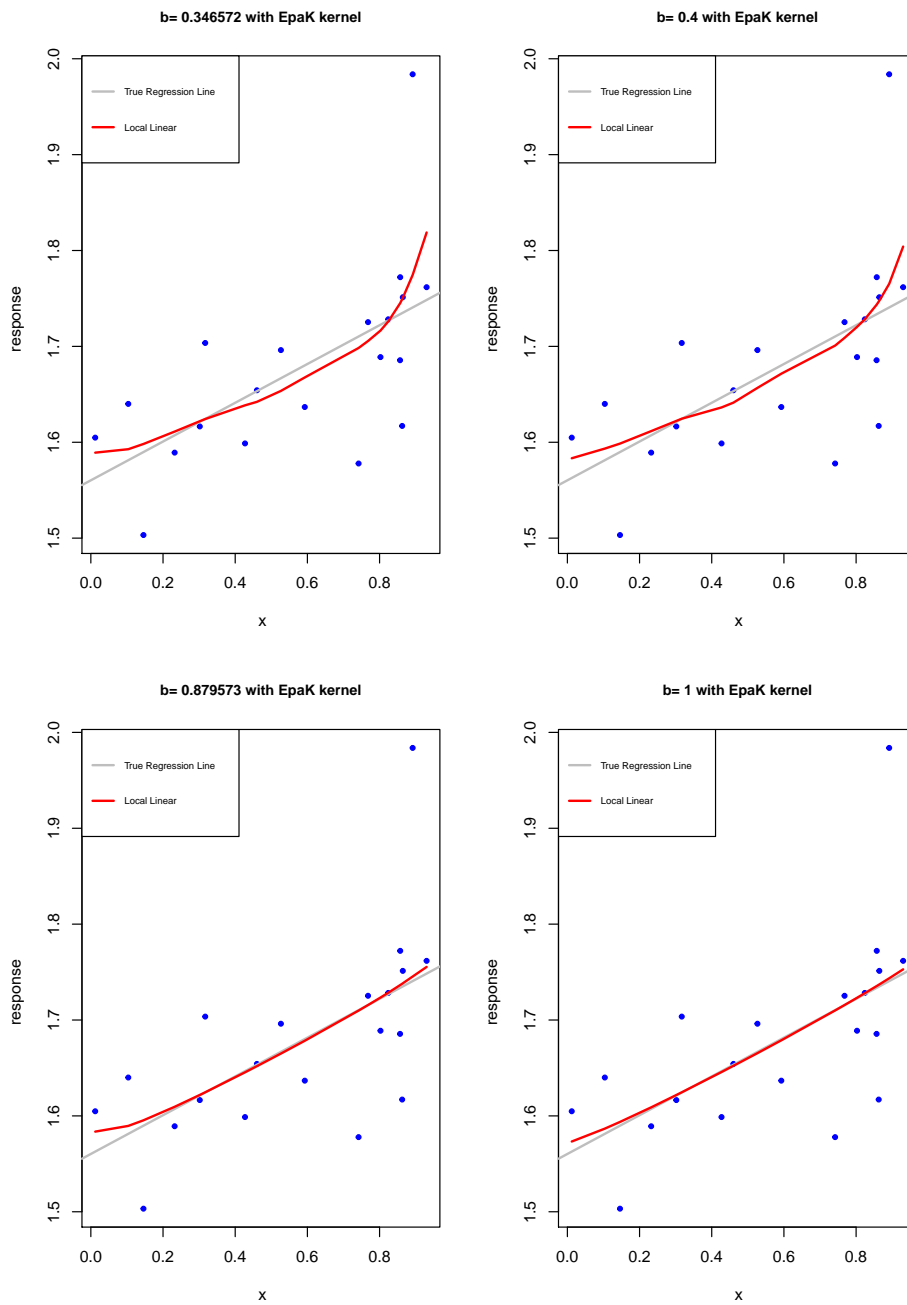 b= 0.346572 with EpaK kernel
True Regression Line
Local Linear
response
2.0
1.9
1.8
1.7
1.6
1.5
0.0 0.2 0.4 0.6 0.8
x
b= 0.4 with EpaK kernel
True Regression Line
Local Linear
response
2.0
1.9
1.8
1.7
1.6
1.5
0.0 0.2 0.4 0.6 0.8
x
b= 0.879573 with EpaK kernel
True Regression Line
Local Linear
response
2.0
1.9
1.8
1.7
1.6
1.5
0.0 0.2 0.4 0.6 0.8
x
b= 1 with EpaK kernel
True Regression Line
Local Linear
response
2.0
1.9
1.8
1.7
1.6
1.5
0.0 0.2 0.4 0.6 0.8
x